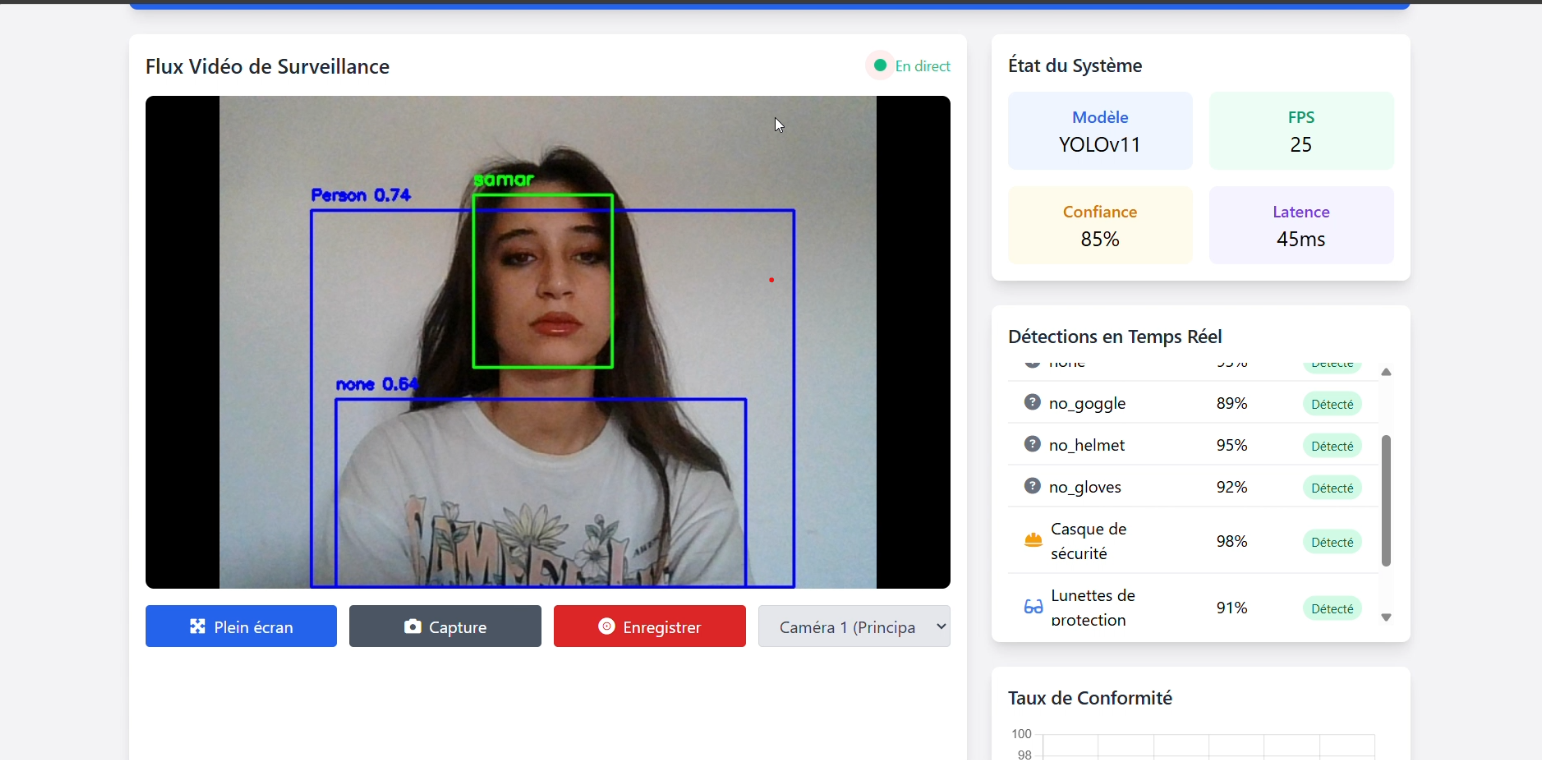 Flux Vidéo de Surveillance
En direct
samar
Person 0.74
none 0.64
Plein écran
Capture
Enregistrer
Caméra 1 (Principa
État du Système
Modèle
YOLOv11
FPS
25
Confiance
85%
Latence
45ms
Détections en Temps Réel
none 95% Détecté
no_goggle 89% Détecté
no_helmet 95% Détecté
no_gloves 92% Détecté
Casque de
sécurité
98% Détecté
Lunettes de
protection
91% Détecté
Taux de Conformité
100
98